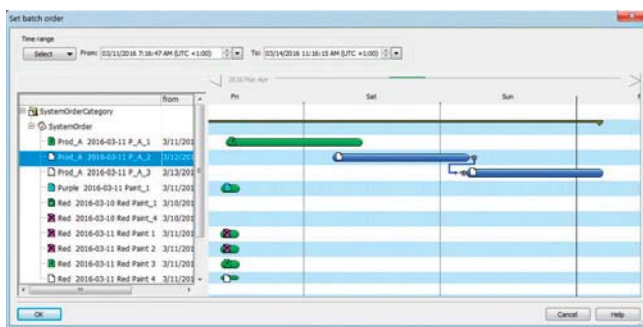 Set batch order
Time range
Select From: 03/11/2016 7:16:47 AM (UTC +1:00) To: 03/14/2016 11:16:15 AM (UTC +1:00)
2016 Mar-Apr
from Fri Sat Sun
SystemOrderCategory
SystemOrder
Prod_A 2016-03-11 P_A_1 3/11/201
Prod_A 2016-03-11 P_A_2 3/12/201
Prod_A 2016-03-11 P_A_3 3/13/201
Purple 2016-03-11 Paint_1 3/11/201
Red 2016-03-10 Red Paint_1 3/10/201
Red 2016-03-10 Red Paint_4 3/10/201
Red 2016-03-11 Red Paint 1 3/11/201
Red 2016-03-11 Red Paint 2 3/11/201
Red 2016-03-11 Red Paint 3 3/11/201
Red 2016-03-11 Red Paint 4 3/11/201
OK Cancel Help